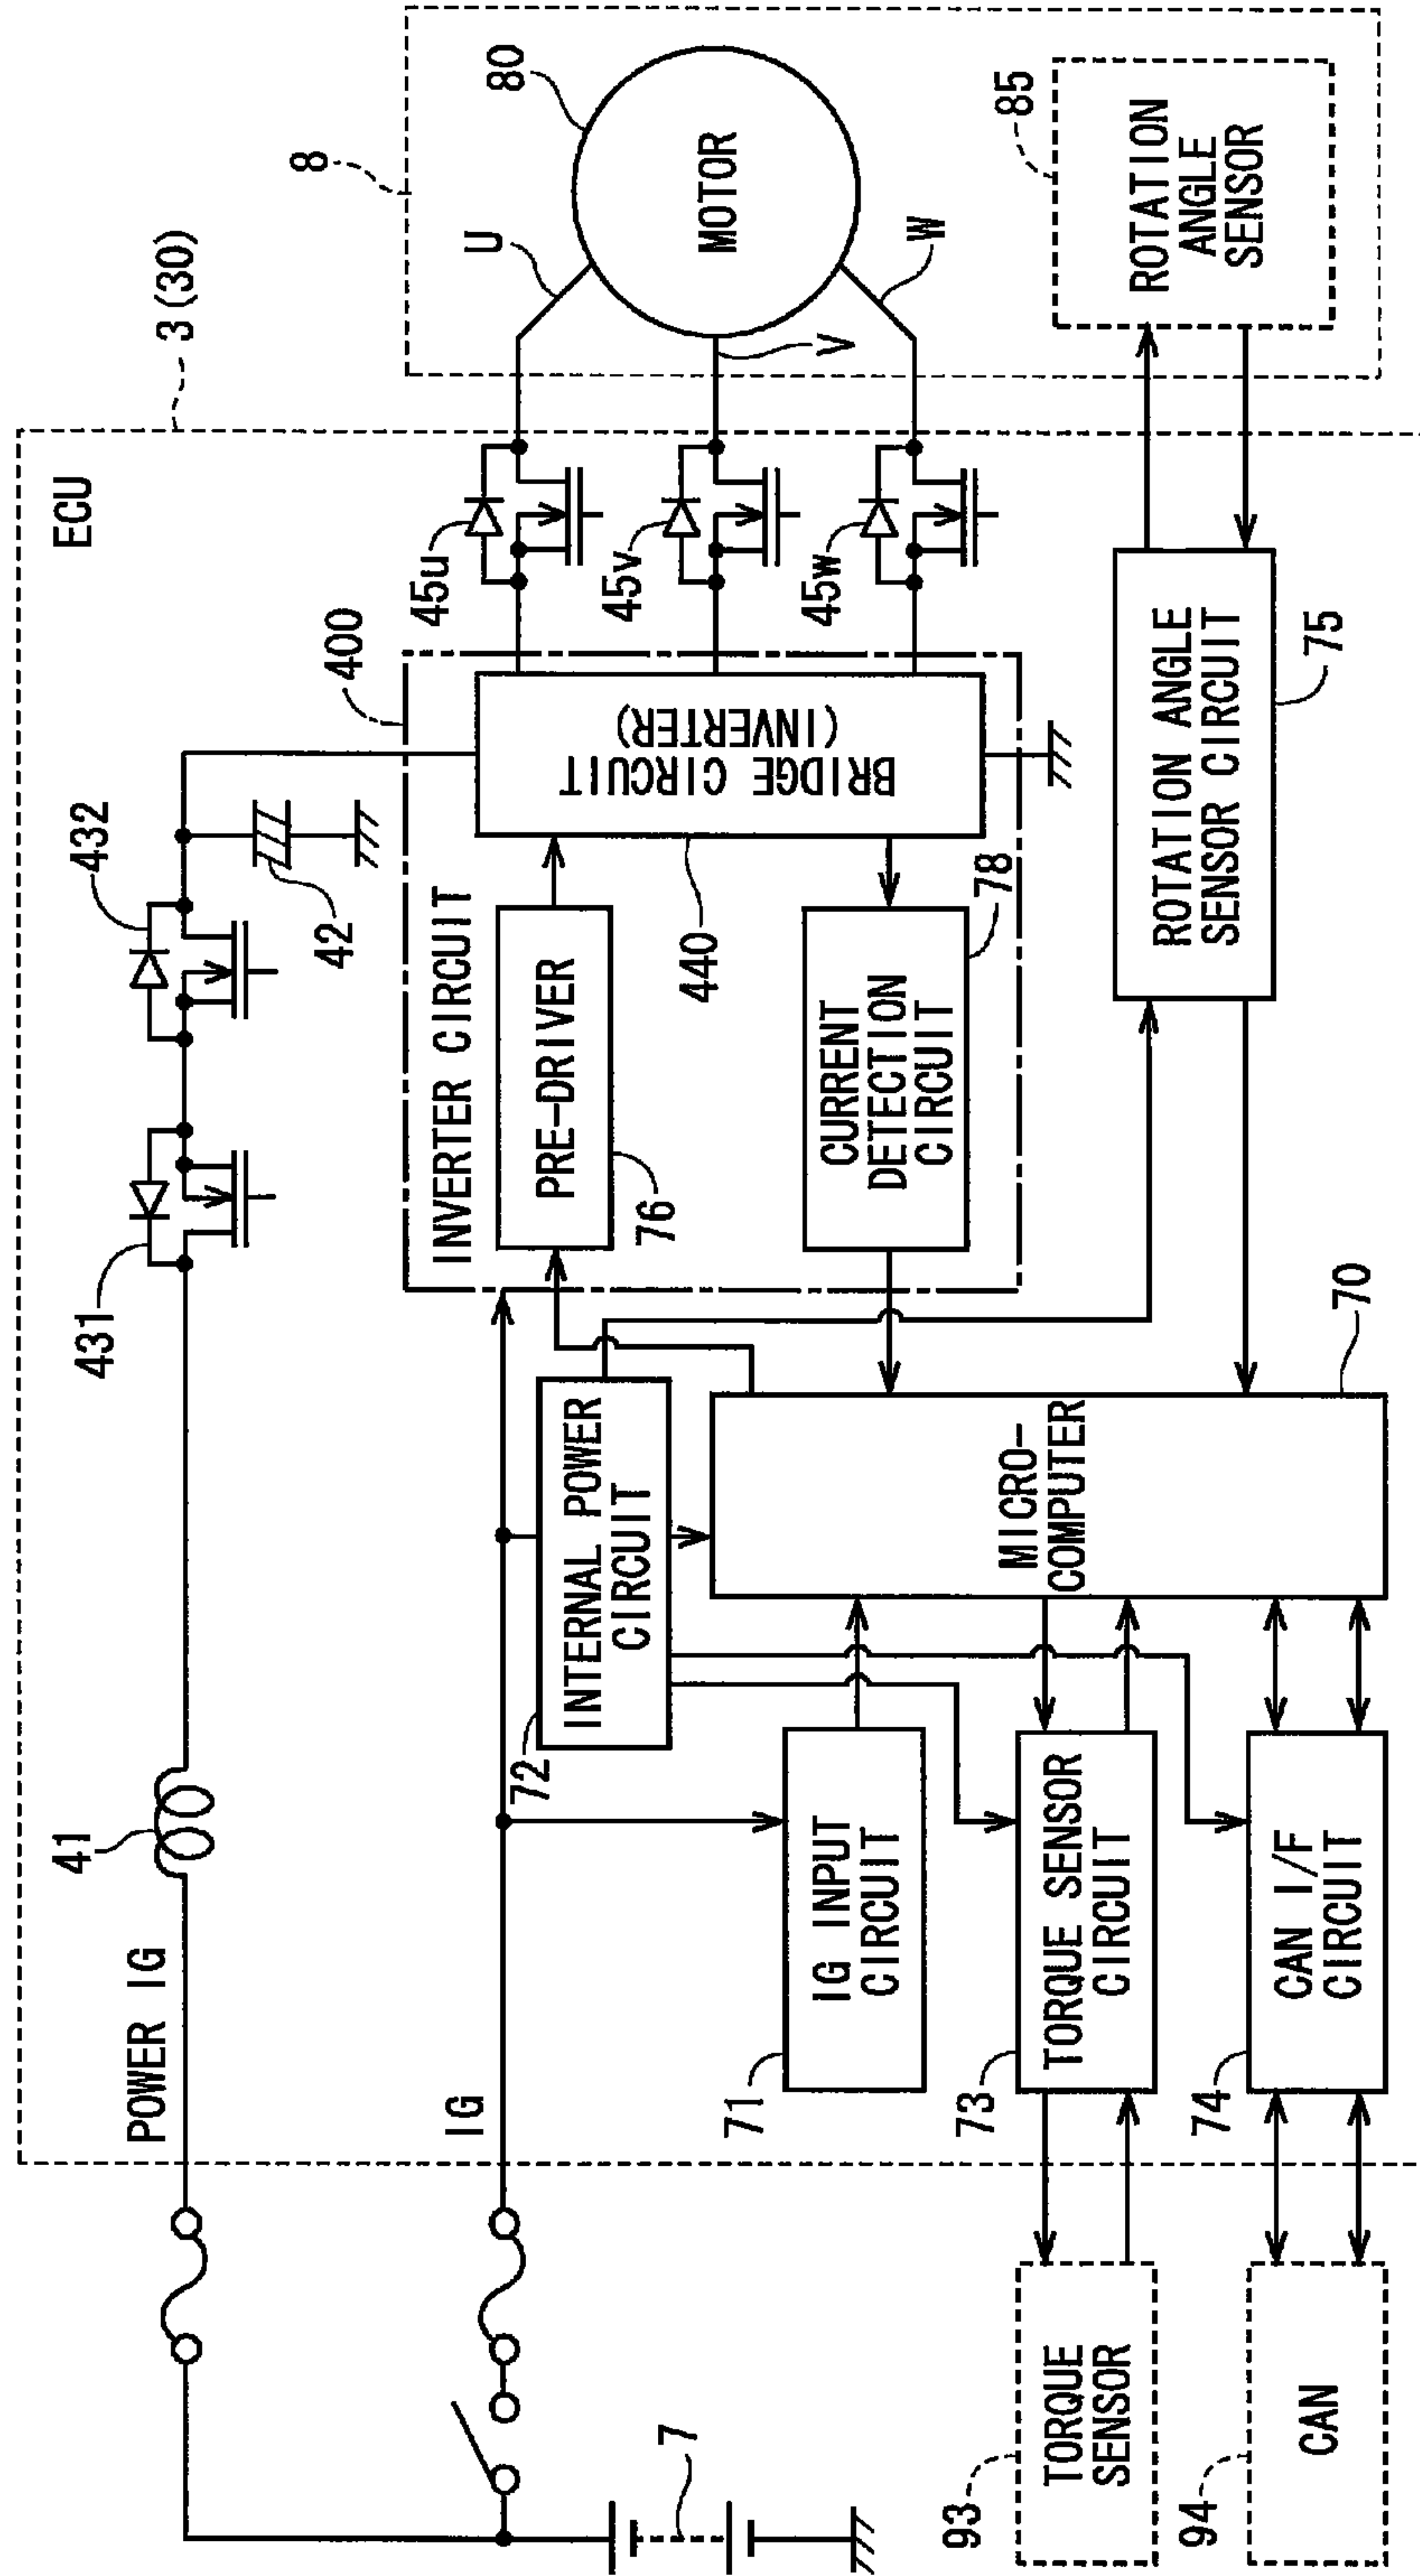 3(30)
ECU
8
80
MOTOR
U
V
W
85
ROTATION
ANGLE
SENSOR
POWER IG
41
431
432
42
400
INVERTER CIRCUIT
45u
45v
45w
IG
72
INTERNAL POWER
CIRCUIT
PRE-DRIVER
76
BRIDGE CIRCUIT
(INVERTER)
440
CURRENT
DETECTION
CIRCUIT
78
71
IG INPUT
CIRCUIT
MICRO-
COMPUTER
70
ROTATION ANGLE
SENSOR CIRCUIT
75
7
93
TORQUE
SENSOR
73
TORQUE SENSOR
CIRCUIT
94
CAN
74
CAN I/F
CIRCUIT